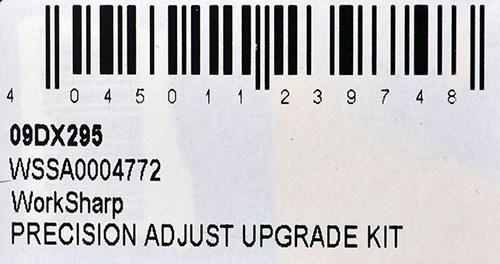 4 045011 239748
09DX295
WSSA0004772
WorkSharp
PRECISION ADJUST UPGRADE KIT